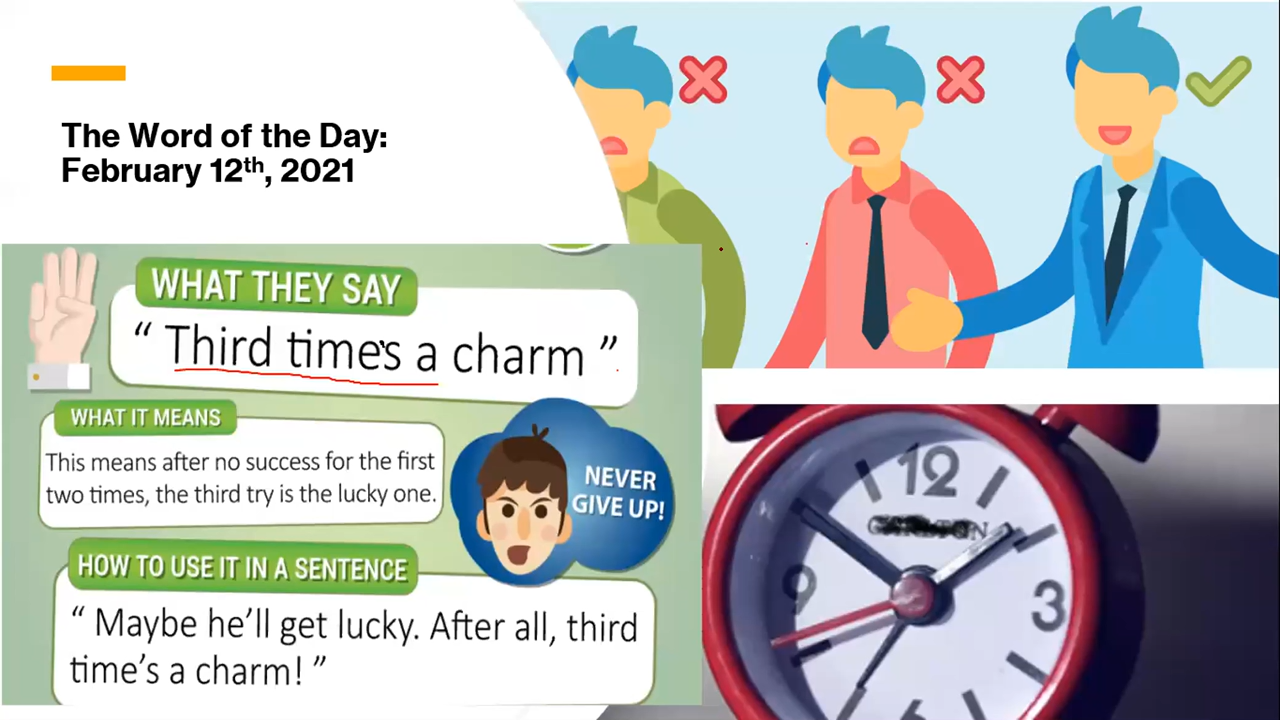 The Word of the Day:
February 12th, 2021
WHAT THEY SAY
“ Third time's a charm ”
WHAT IT MEANS
This means after no success for the first
two times, the third try is the lucky one.
NEVER
GIVE UP!
HOW TO USE IT IN A SENTENCE
“ Maybe he’ll get lucky. After all, third
time’s a charm! ”
12
9
3